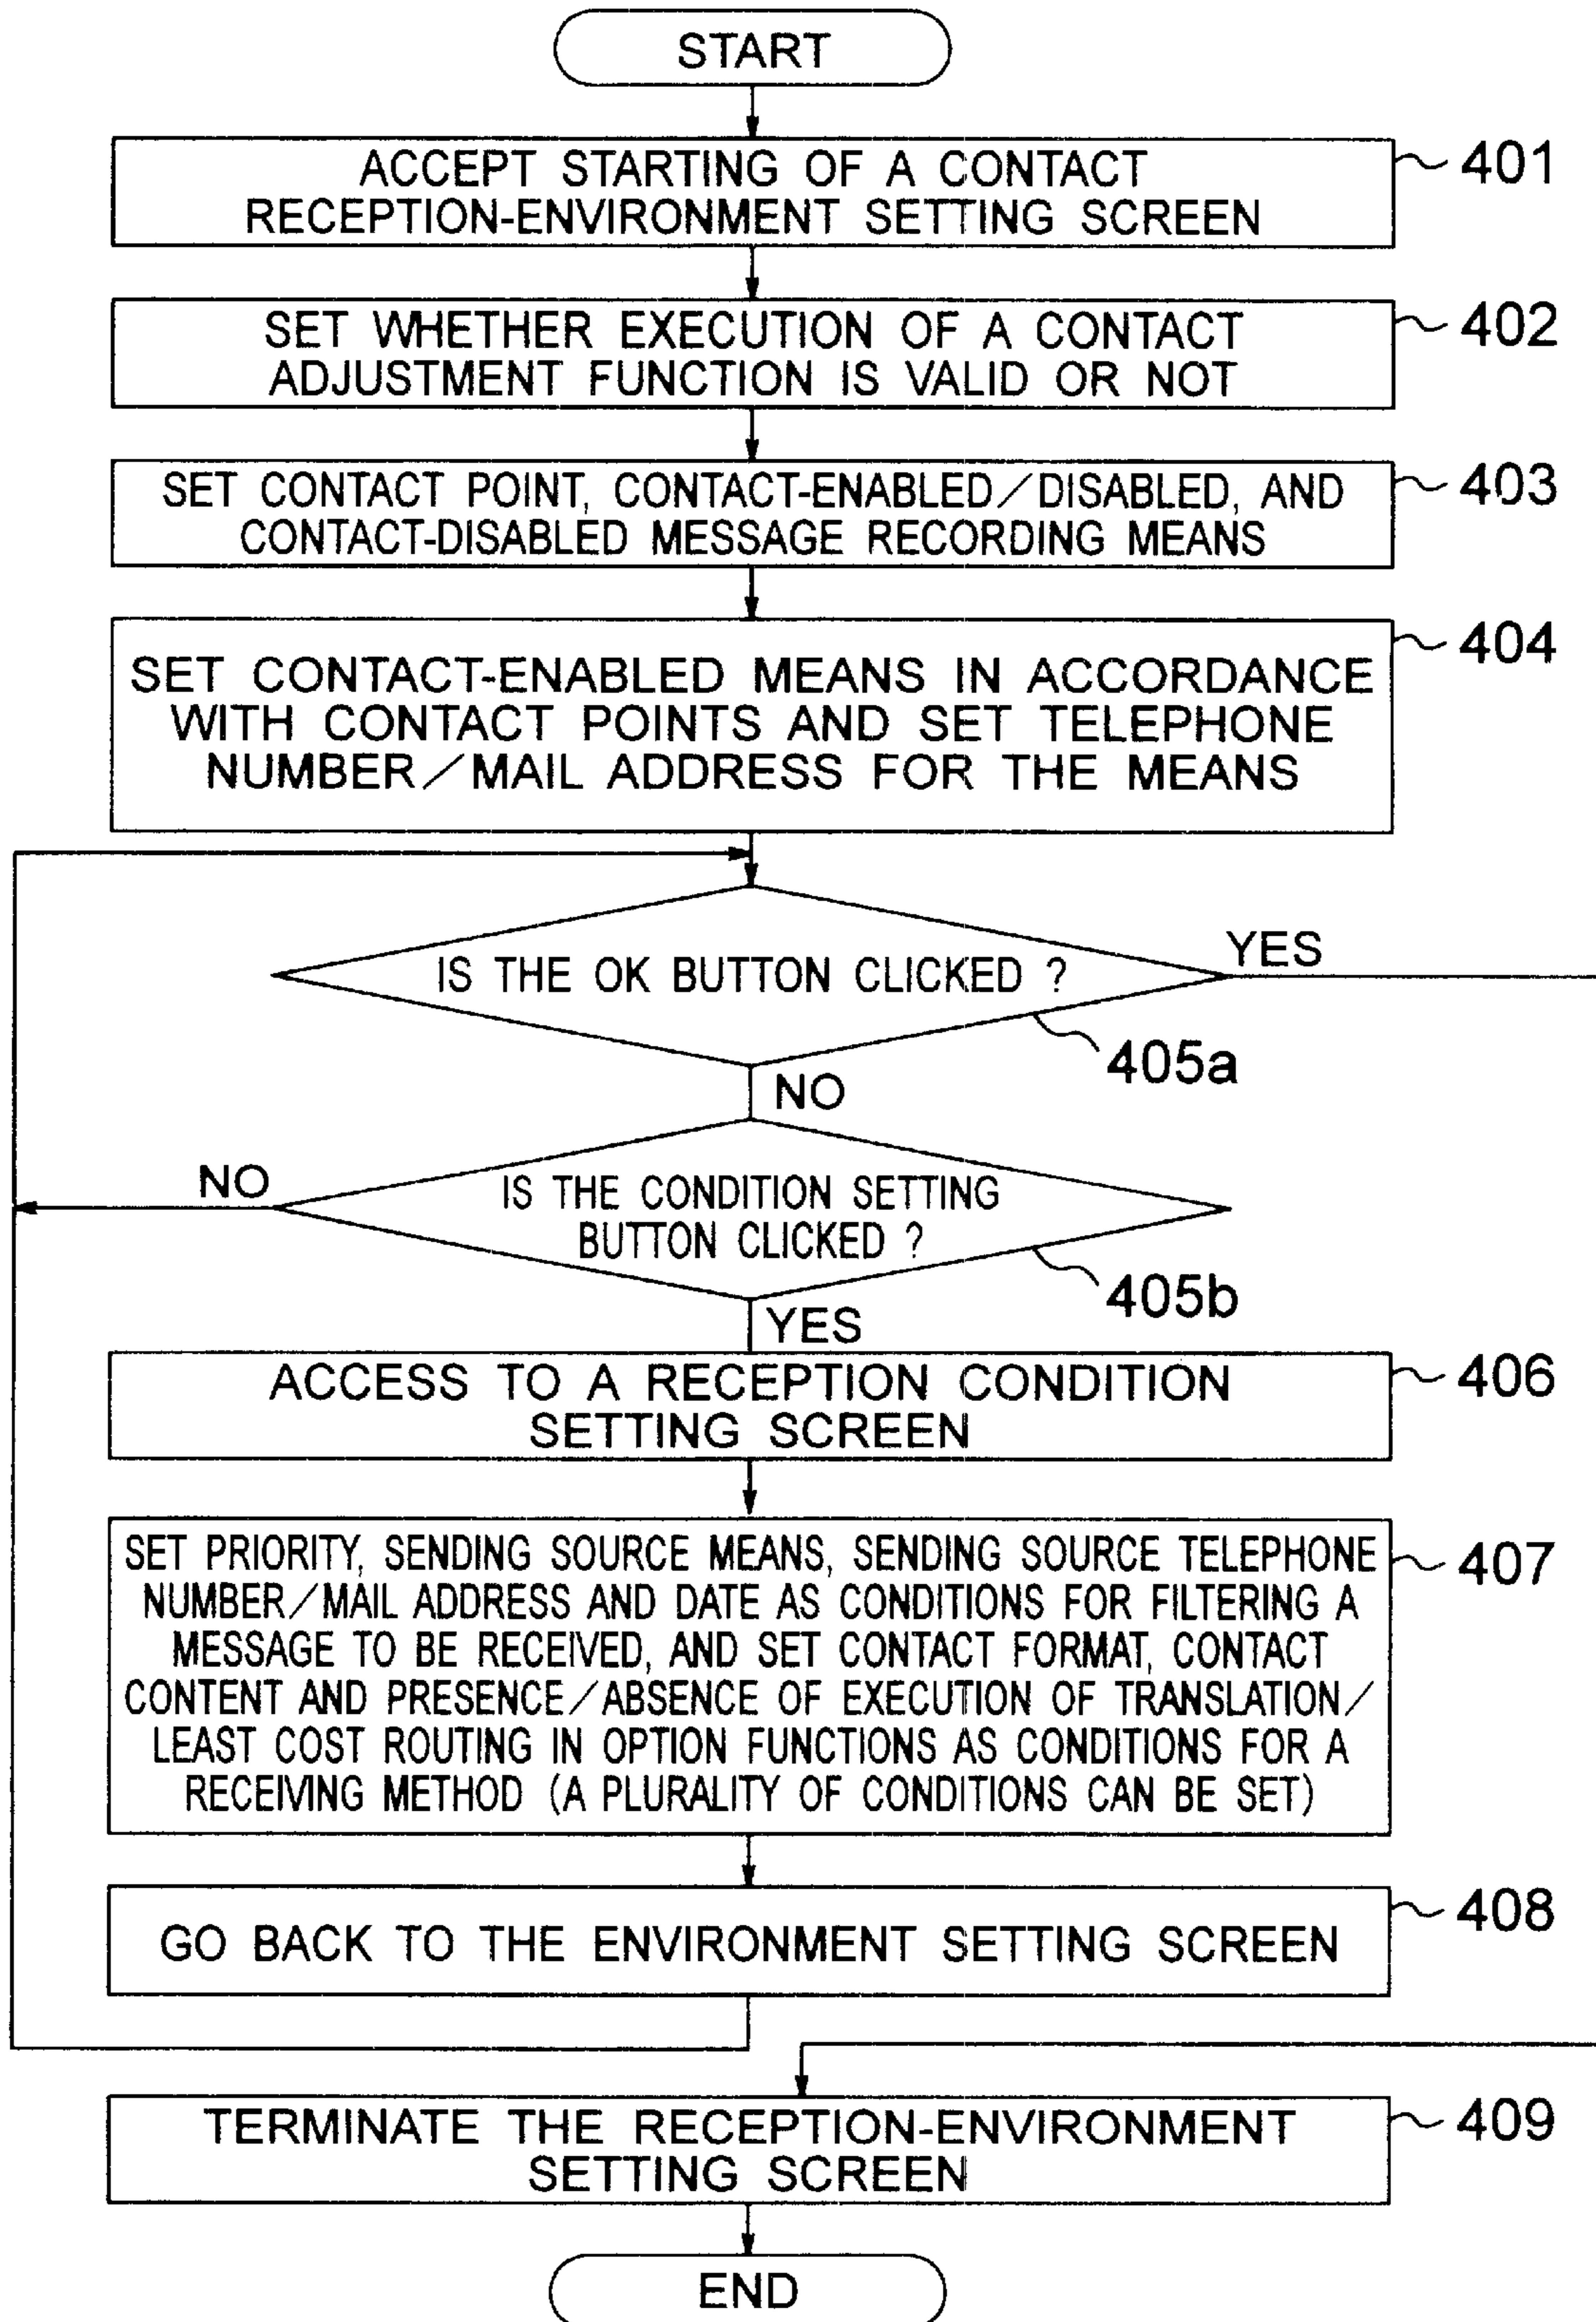 START
ACCEPT STARTING OF A CONTACT
RECEPTION-ENVIRONMENT SETTING SCREEN
401
SET WHETHER EXECUTION OF A CONTACT
ADJUSTMENT FUNCTION IS VALID OR NOT
402
SET CONTACT POINT, CONTACT-ENABLED/DISABLED, AND
CONTACT-DISABLED MESSAGE RECORDING MEANS
403
SET CONTACT-ENABLED MEANS IN ACCORDANCE
WITH CONTACT POINTS AND SET TELEPHONE
NUMBER/MAIL ADDRESS FOR THE MEANS
404
IS THE OK BUTTON CLICKED ?
YES
405a
NO
IS THE CONDITION SETTING
BUTTON CLICKED ?
NO
405b
YES
ACCESS TO A RECEPTION CONDITION
SETTING SCREEN
406
SET PRIORITY, SENDING SOURCE MEANS, SENDING SOURCE TELEPHONE
NUMBER/MAIL ADDRESS AND DATE AS CONDITIONS FOR FILTERING A
MESSAGE TO BE RECEIVED, AND SET CONTACT FORMAT, CONTACT
CONTENT AND PRESENCE/ABSENCE OF EXECUTION OF TRANSLATION/
LEAST COST ROUTING IN OPTION FUNCTIONS AS CONDITIONS FOR A
RECEIVING METHOD (A PLURALITY OF CONDITIONS CAN BE SET)
407
GO BACK TO THE ENVIRONMENT SETTING SCREEN
408
TERMINATE THE RECEPTION-ENVIRONMENT
SETTING SCREEN
409
END